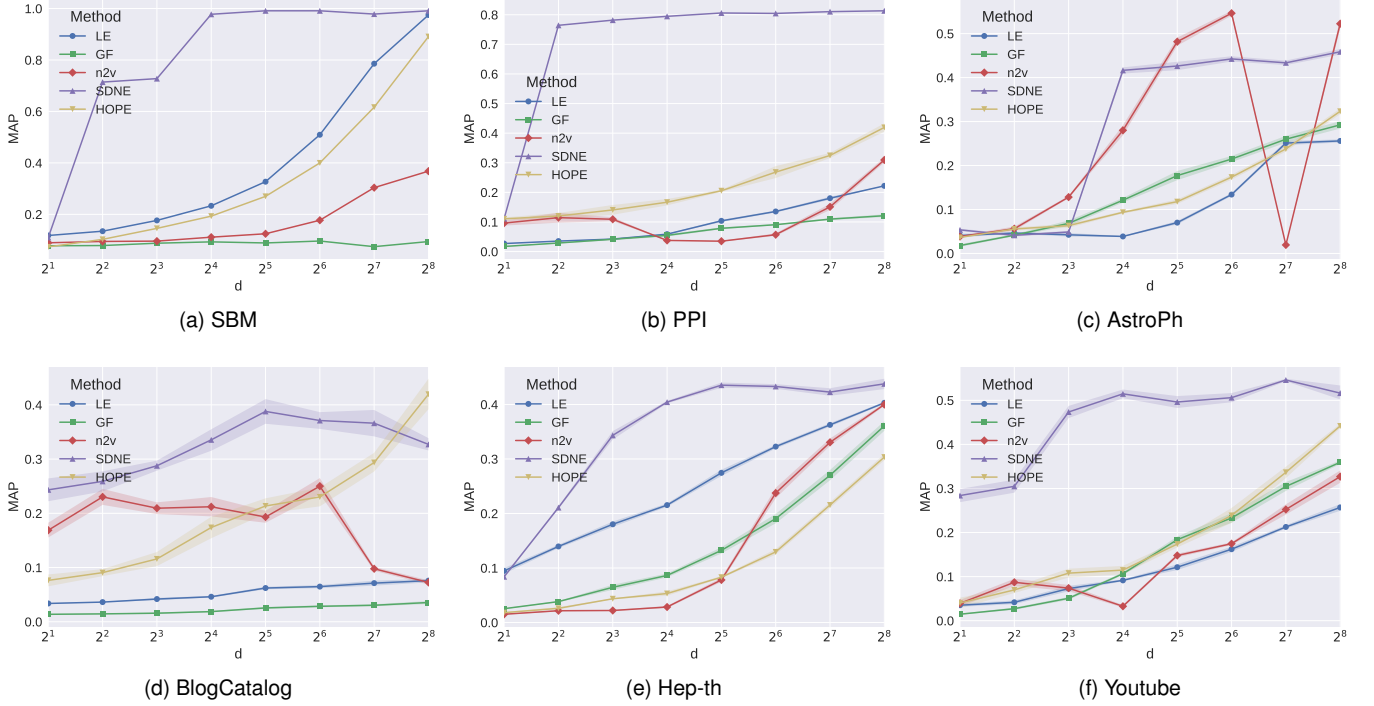 1.0
0.8
0.6
0.4
0.2
MAP
Method
LE
GF
n2v
SDNE
HOPE
2^1 2^2 2^3 2^4 2^5 2^6 2^7 2^8
d
(a) SBM
0.8
0.7
0.6
0.5
0.4
0.3
0.2
0.1
0.0
MAP
Method
LE
GF
n2v
SDNE
HOPE
2^1 2^2 2^3 2^4 2^5 2^6 2^7 2^8
d
(b) PPI
0.5
0.4
0.3
0.2
0.1
0.0
MAP
Method
LE
GF
n2v
SDNE
HOPE
2^1 2^2 2^3 2^4 2^5 2^6 2^7 2^8
d
(c) AstroPh
0.4
0.3
0.2
0.1
0.0
MAP
Method
LE
GF
n2v
SDNE
HOPE
2^1 2^2 2^3 2^4 2^5 2^6 2^7 2^8
d
(d) BlogCatalog
0.4
0.3
0.2
0.1
0.0
MAP
Method
LE
GF
n2v
SDNE
HOPE
2^1 2^2 2^3 2^4 2^5 2^6 2^7 2^8
d
(e) Hep-th
0.5
0.4
0.3
0.2
0.1
0.0
MAP
Method
LE
GF
n2v
SDNE
HOPE
2^1 2^2 2^3 2^4 2^5 2^6 2^7 2^8
d
(f) Youtube